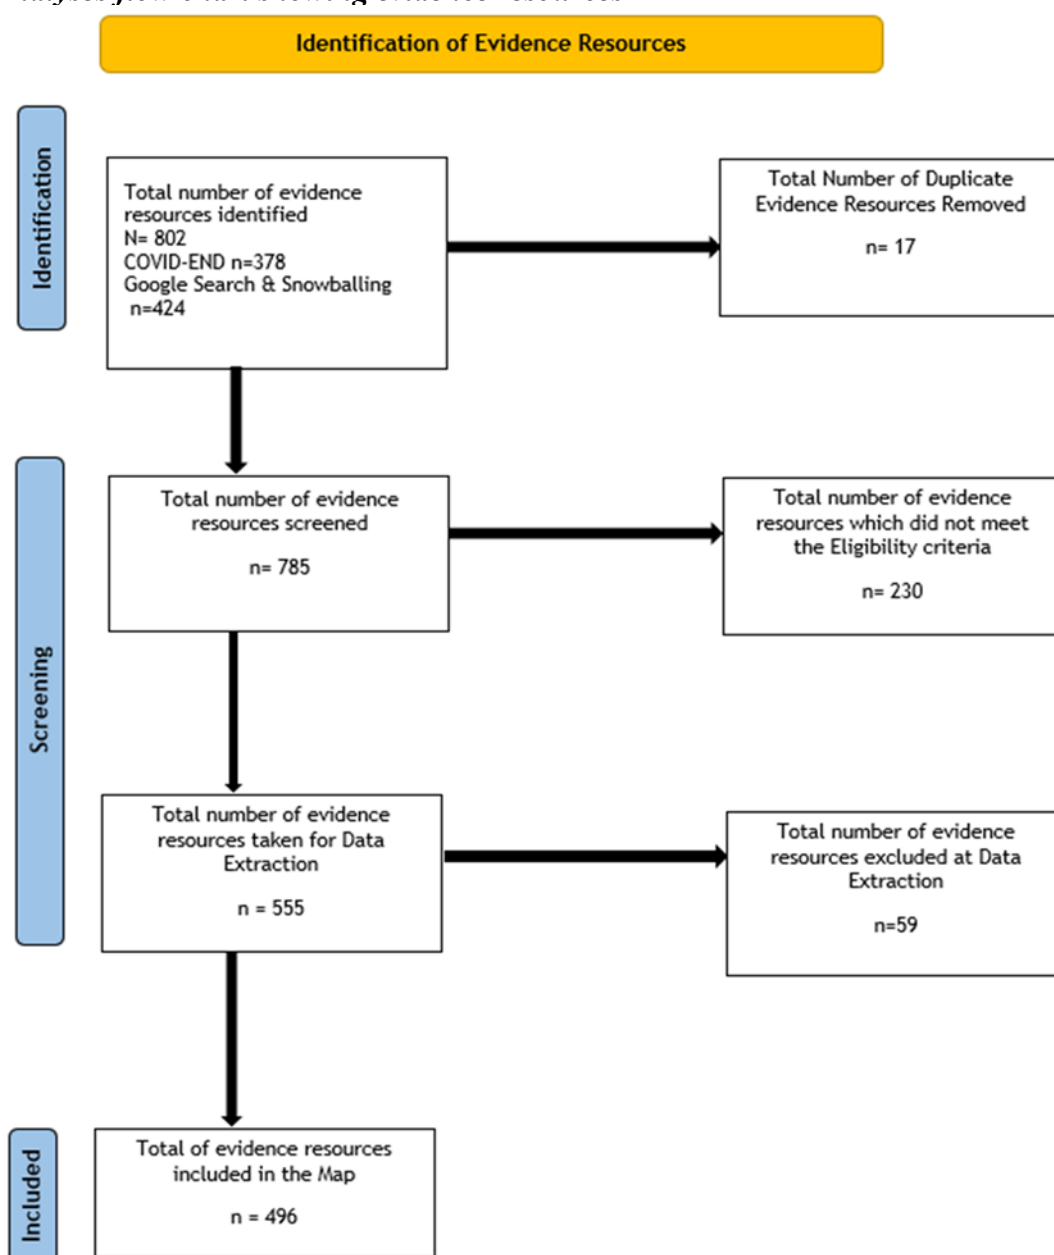 Identification of Evidence Resources
Identification
Total number of evidence
resources identified
N= 802
COVID-END n=378
Google Search & Snowballing
n=424
Total Number of Duplicate
Evidence Resources Removed
n= 17
Screening
Total number of evidence
resources screened
n= 785
Total number of evidence
resources which did not meet
the Eligibility criteria
n= 230
Total number of evidence
resources taken for Data
Extraction
n = 555
Total number of evidence
resources excluded at Data
Extraction
n=59
Included
Total of evidence resources
included in the Map
n = 496